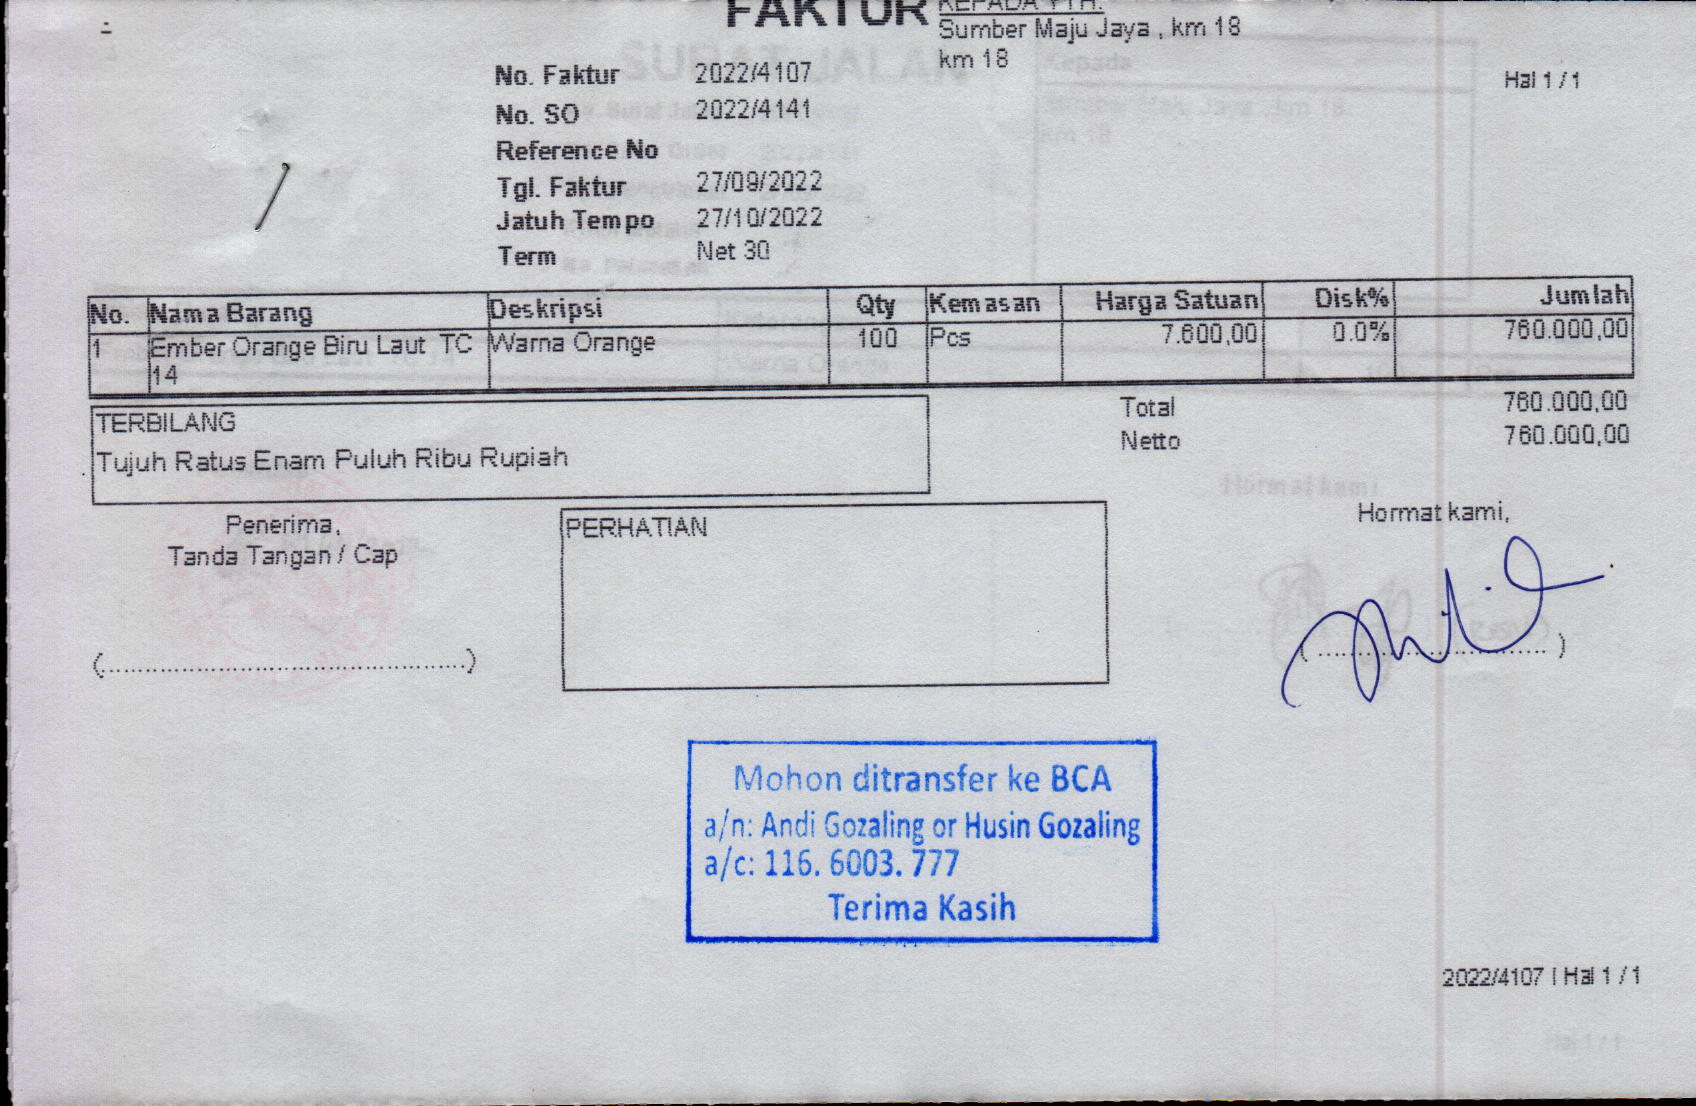 FAKTUR
KEPADA YTH.
Sumber Maju Jaya , km 18
km 18
Hal 1 / 1
No. Faktur 2022/4107
No. SO 2022/4141
Reference No
Tgl. Faktur 27/09/2022
Jatuh Tempo 27/10/2022
Term Net 30
No. Nama Barang Deskripsi Qty Kemasan Harga Satuan Disk% Jumlah
1 Ember Orange Biru Laut TC Warna Orange 100 Pcs 7.600,00 0.0% 760.000,00
14
Total 760.000,00
Netto 760.000,00
TERBILANG
Tujuh Ratus Enam Puluh Ribu Rupiah
Penerima,
Tanda Tangan / Cap
PERHATIAN
Hormat kami,
Mohon ditransfer ke BCA
a/n: Andi Gozaling or Husin Gozaling
a/c: 116. 6003. 777
Terima Kasih
2022/4107 | Hal 1 / 1